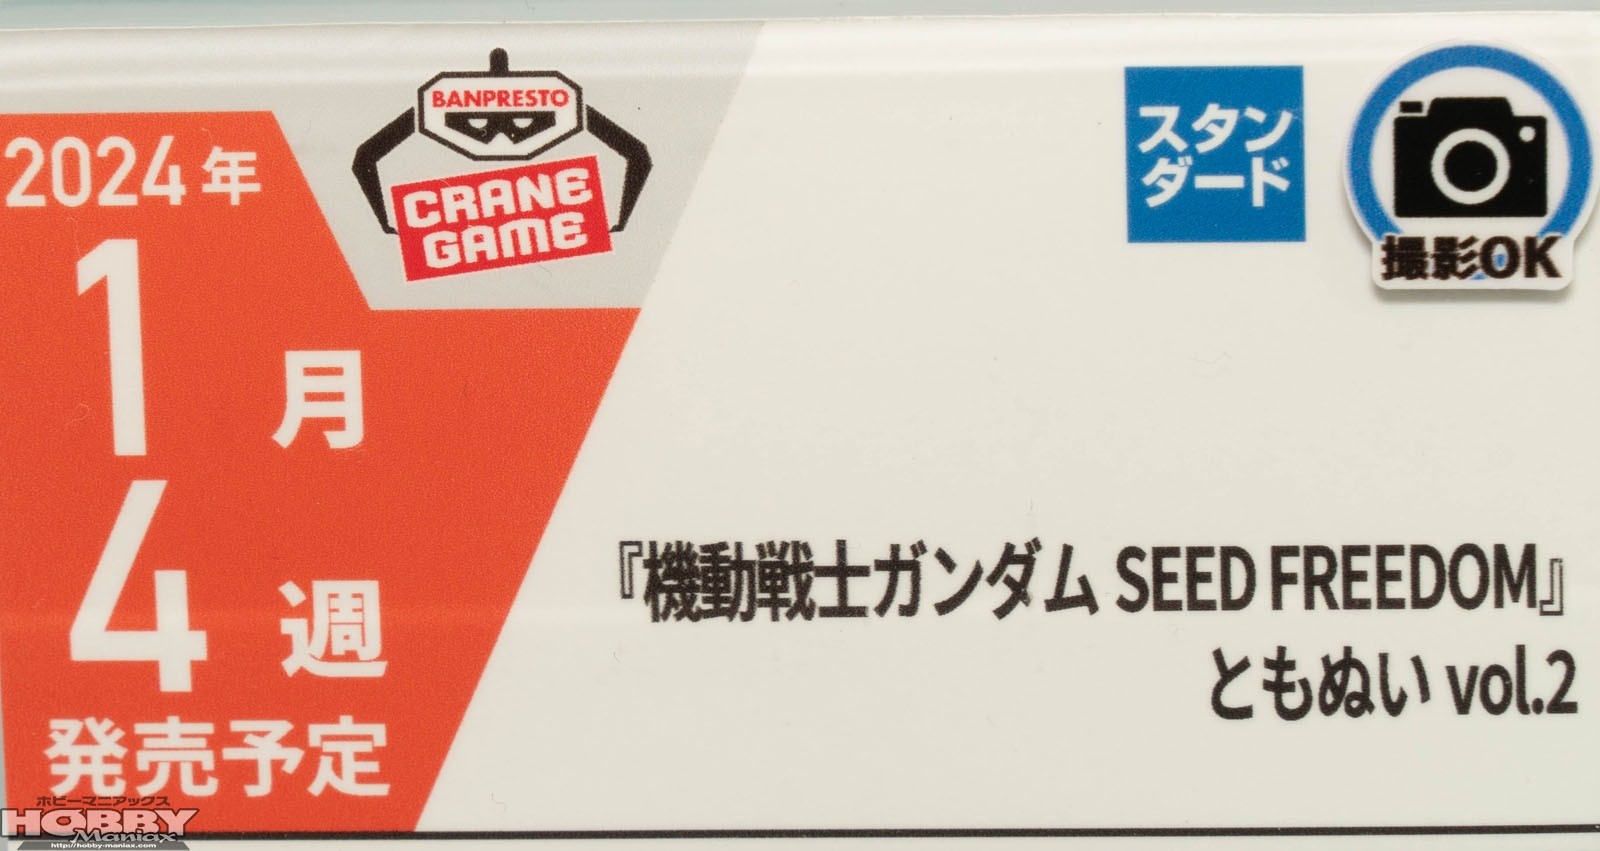 2024年
1月
4週
発売予定
BANPRESTO
CRANE
GAME
スタン
ダード
撮影OK
『機動戦士ガンダム SEED FREEDOM』
ともぬい vol.2
ホビーマニアックス
HOBBY
Maniax
http://hobby-maniax.com